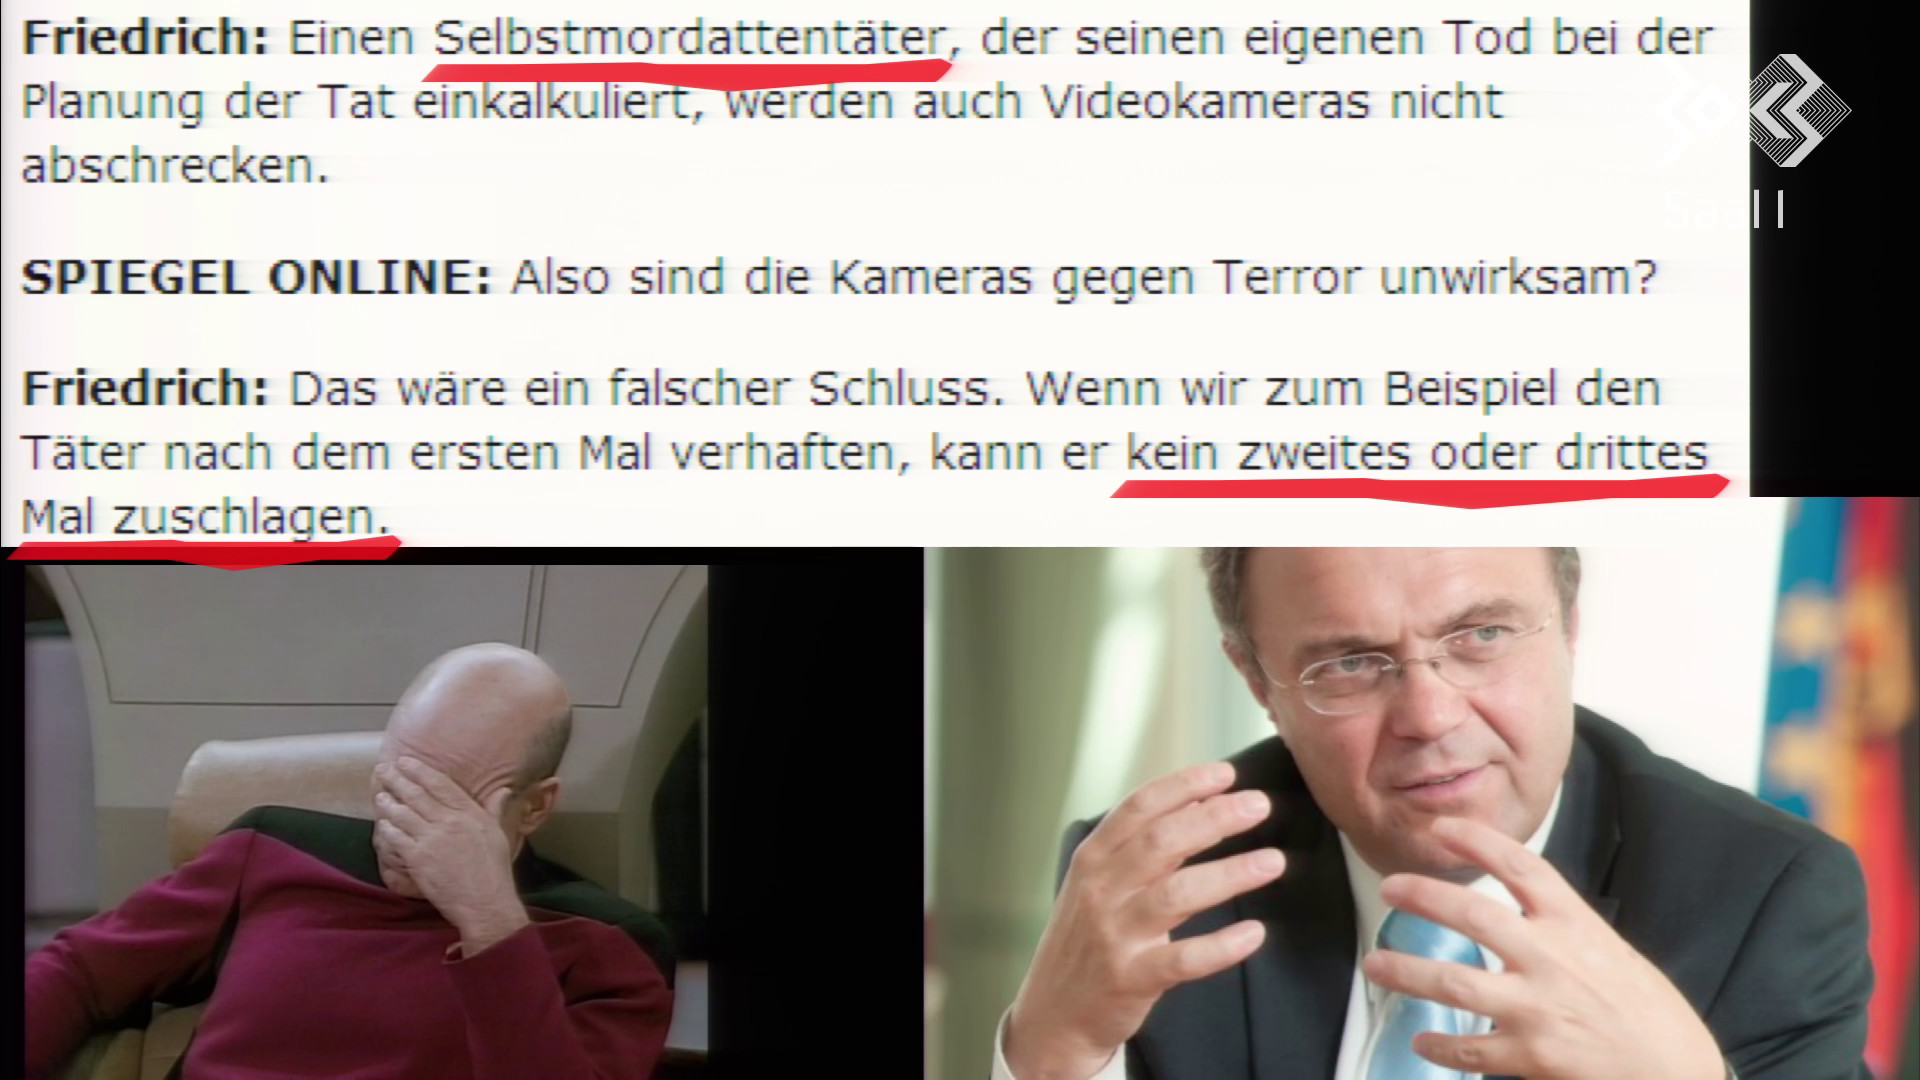 Friedrich: Einen Selbstmordattentäter, der seinen eigenen Tod bei der
Planung der Tat einkalkuliert, werden auch Videokameras nicht
abschrecken.
SPIEGEL ONLINE: Also sind die Kameras gegen Terror unwirksam?
Friedrich: Das wäre ein falscher Schluss. Wenn wir zum Beispiel den
Täter nach dem ersten Mal verhaften, kann er kein zweites oder drittes
Mal zuschlagen.
Saal 1